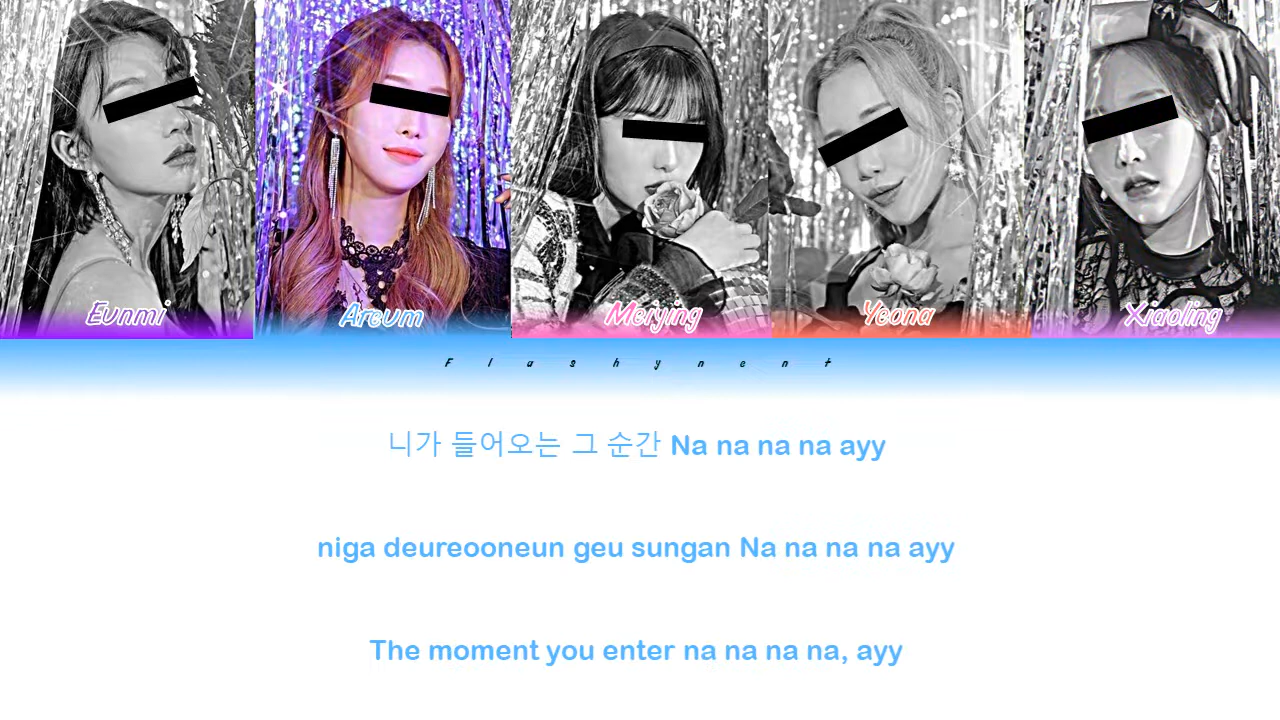 Eunmi Areum Meiying Yeona Xiaoling
Flashynent
니가 들어오는 그 순간 Na na na na ayy
niga deureooneun geu sungan Na na na na ayy
The moment you enter na na na na, ayy